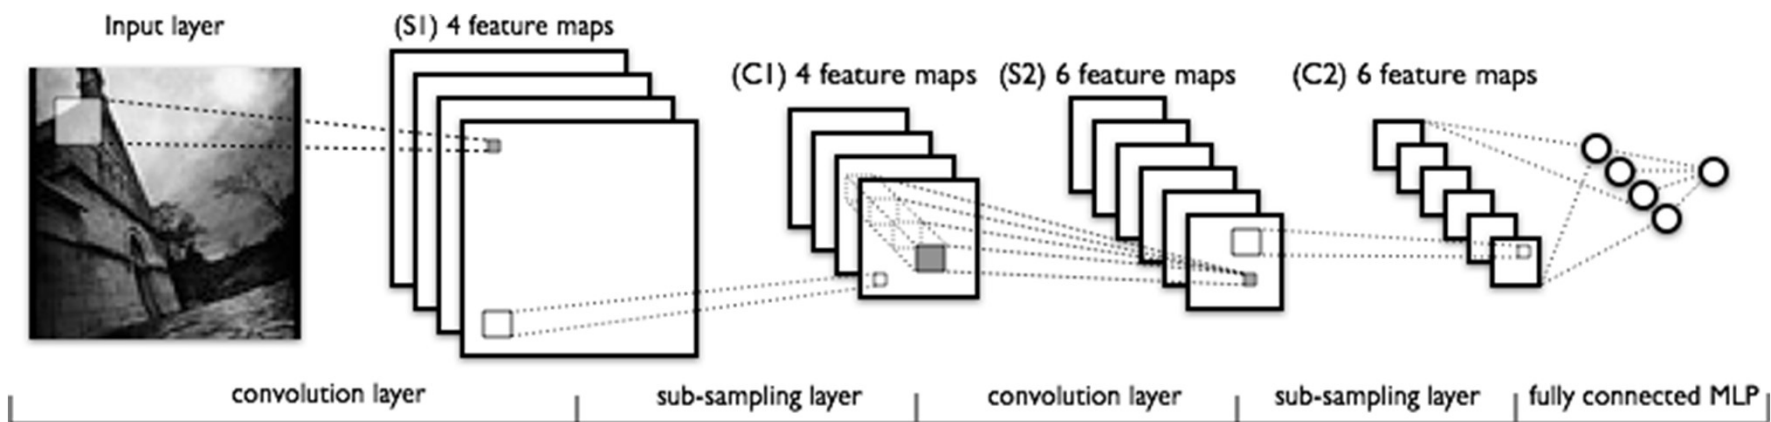 Input layer
(S1) 4 feature maps
(C1) 4 feature maps
(S2) 6 feature maps
(C2) 6 feature maps
convolution layer
sub-sampling layer
convolution layer
sub-sampling layer
fully connected MLP